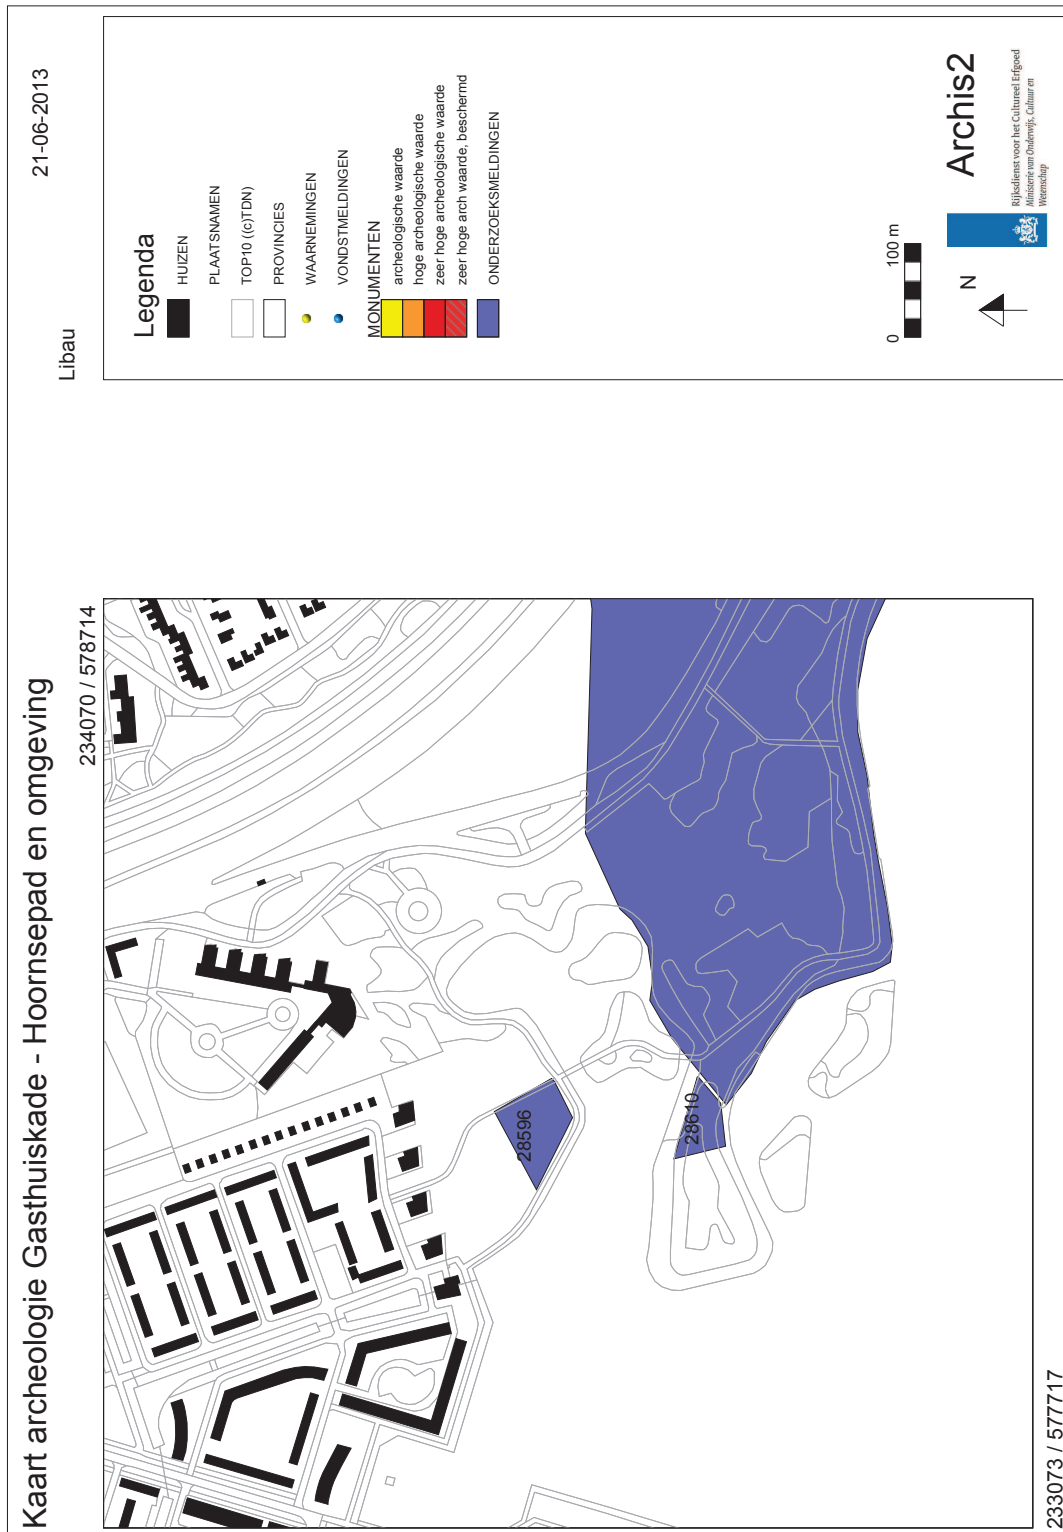 Kaart archeologie Gasthuiskade - Hoornsepad en omgeving
234070 / 578714
28596
28610
233073 / 577717
Libau
21-06-2013
Legenda
HUIZEN
PLAATSNAMEN
TOP10 ((c)TDN)
PROVINCIES
WAARNEMINGEN
VONDSTMELDINGEN
MONUMENTEN
archeologische waarde
hoge archeologische waarde
zeer hoge archeologische waarde
zeer hoge arch waarde, beschermd
ONDERZOEKSMELDINGEN
0 100 m
N
Archis2
Rijksdienst voor het Cultureel Erfgoed
Ministerie van Onderwijs, Cultuur en
Wetenschap